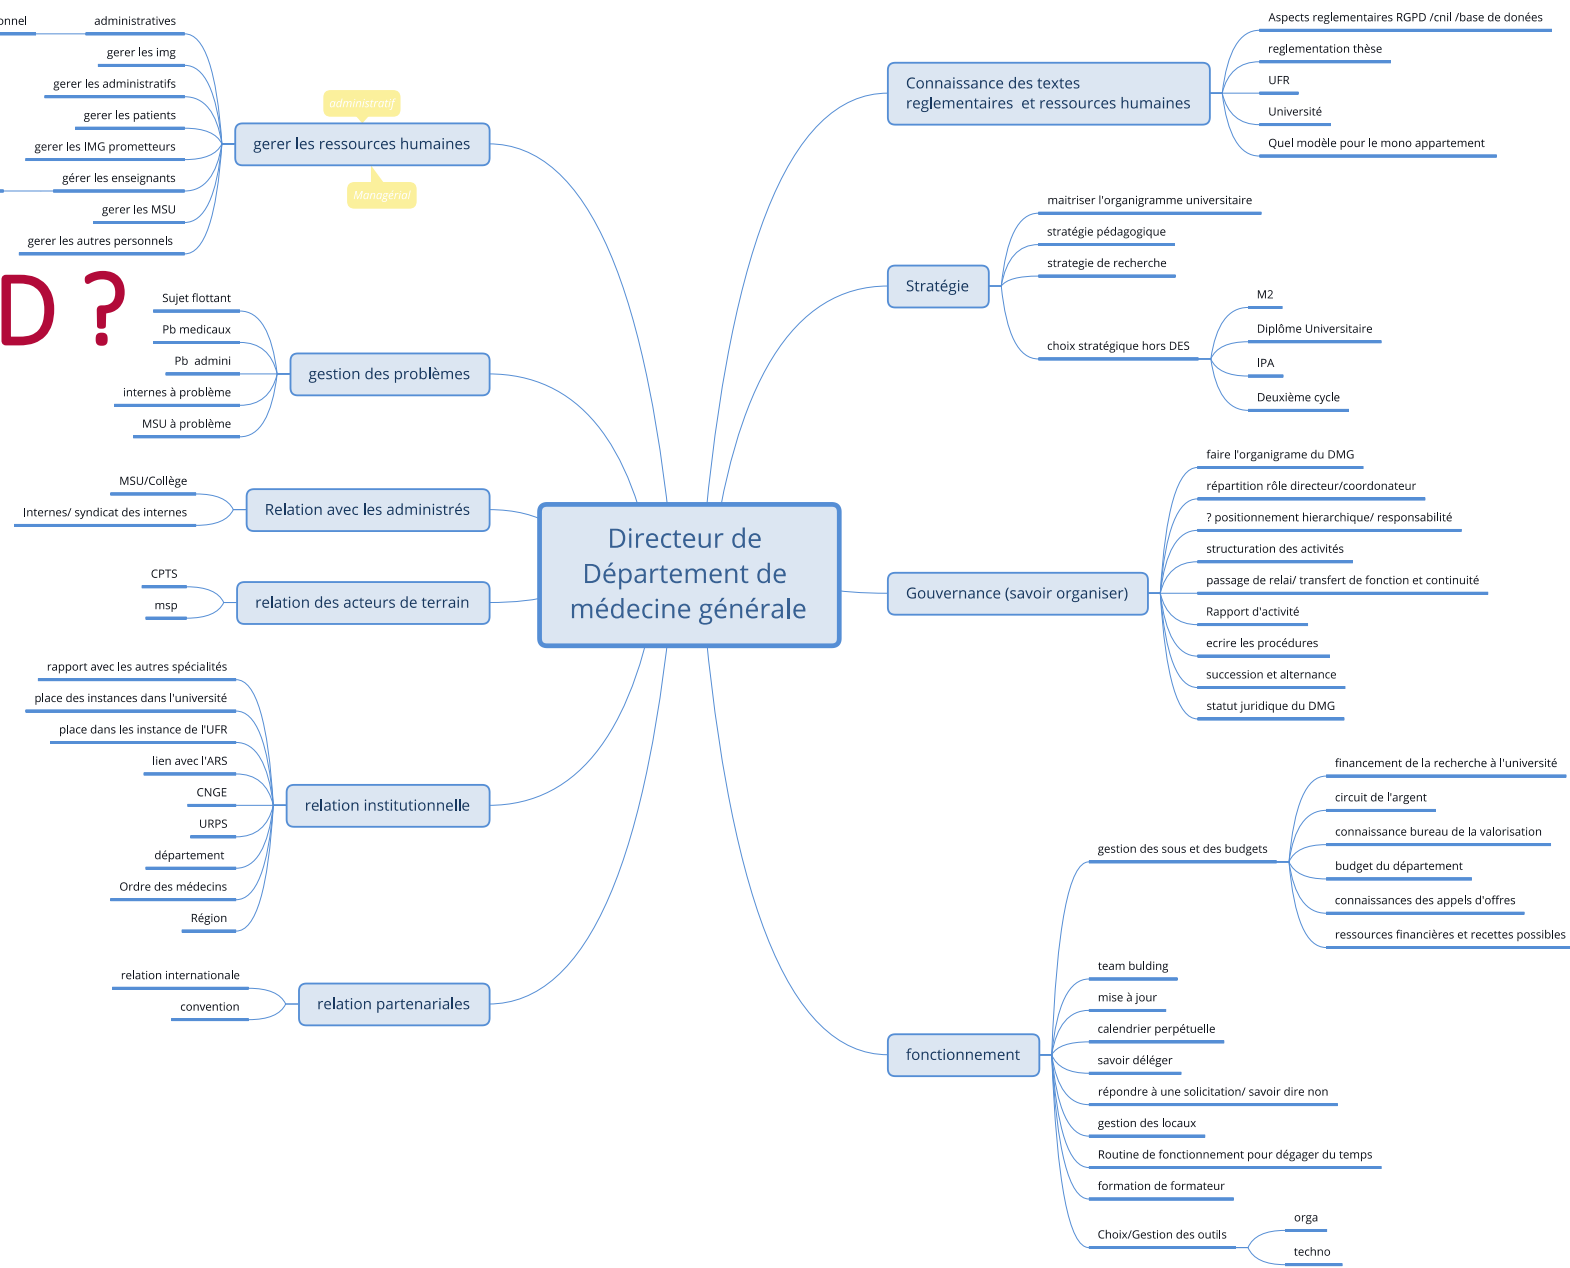 Directeur de
Département de
médecine générale
gerer les ressources humaines
administratif
Managérial
administratives
gerer les img
gerer les administratifs
gerer les patients
gerer les IMG prometteurs
gérer les enseignants
gerer les MSU
gerer les autres personnels
D ?
gestion des problèmes
Sujet flottant
Pb medicaux
Pb admini
internes à problème
MSU à problème
Relation avec les administrés
MSU/Collège
Internes/ syndicat des internes
relation des acteurs de terrain
CPTS
msp
relation institutionnelle
rapport avec les autres spécialités
place des instances dans l'université
place dans les instance de l'UFR
lien avec l'ARS
CNGE
URPS
département
Ordre des médecins
Région
relation partenariales
relation internationale
convention
Connaissance des textes
reglementaires et ressources humaines
Aspects reglementaires RGPD /cnil /base de donées
reglementation thèse
UFR
Université
Quel modèle pour le mono appartement
Stratégie
maitriser l'organigramme universitaire
stratégie pédagogique
strategie de recherche
choix stratégique hors DES
M2
Diplôme Universitaire
IPA
Deuxième cycle
Gouvernance (savoir organiser)
faire l'organigrame du DMG
répartition rôle directeur/coordonateur
? positionnement hierarchique/ responsabilité
structuration des activités
passage de relai/ transfert de fonction et continuité
Rapport d'activité
ecrire les procédures
succession et alternance
statut juridique du DMG
fonctionnement
gestion des sous et des budgets
financement de la recherche à l'université
circuit de l'argent
connaissance bureau de la valorisation
budget du département
connaissances des appels d'offres
ressources financières et recettes possibles
team bulding
mise à jour
calendrier perpétuelle
savoir déléger
répondre à une solicitation/ savoir dire non
gestion des locaux
Routine de fonctionnement pour dégager du temps
formation de formateur
Choix/Gestion des outils
orga
techno